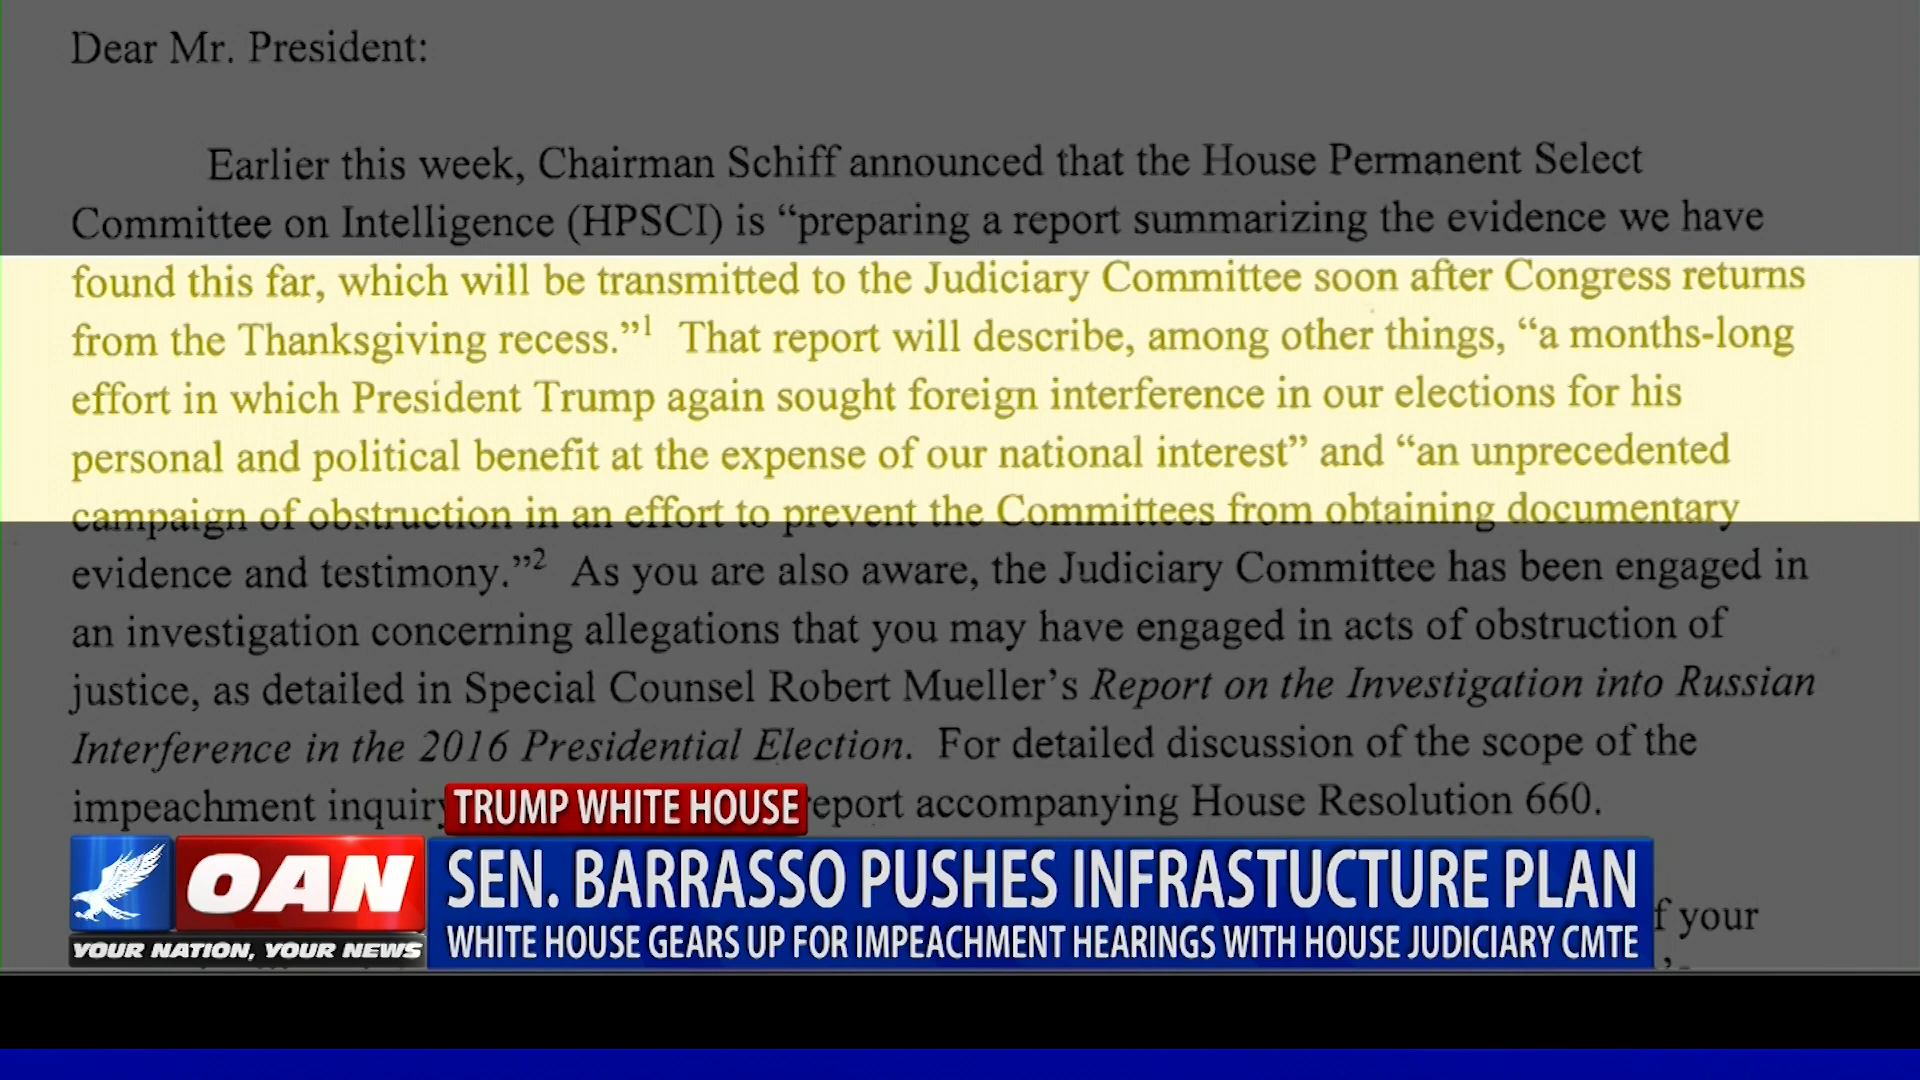 Dear Mr. President:
Earlier this week, Chairman Schiff announced that the House Permanent Select
Committee on Intelligence (HPSCI) is “preparing a report summarizing the evidence we have
found this far, which will be transmitted to the Judiciary Committee soon after Congress returns
from the Thanksgiving recess.”1 That report will describe, among other things, “a months-long
effort in which President Trump again sought foreign interference in our elections for his
personal and political benefit at the expense of our national interest” and “an unprecedented
campaign of obstruction in an effort to prevent the Committees from obtaining documentary
evidence and testimony.”2 As you are also aware, the Judiciary Committee has been engaged in
an investigation concerning allegations that you may have engaged in acts of obstruction of
justice, as detailed in Special Counsel Robert Mueller’s Report on the Investigation into Russian
Interference in the 2016 Presidential Election. For detailed discussion of the scope of the
impeachment inquiry eport accompanying House Resolution 660.
f your
TRUMP WHITE HOUSE
SEN. BARRASSO PUSHES INFRASTUCTURE PLAN
WHITE HOUSE GEARS UP FOR IMPEACHMENT HEARINGS WITH HOUSE JUDICIARY CMTE
OAN
YOUR NATION, YOUR NEWS